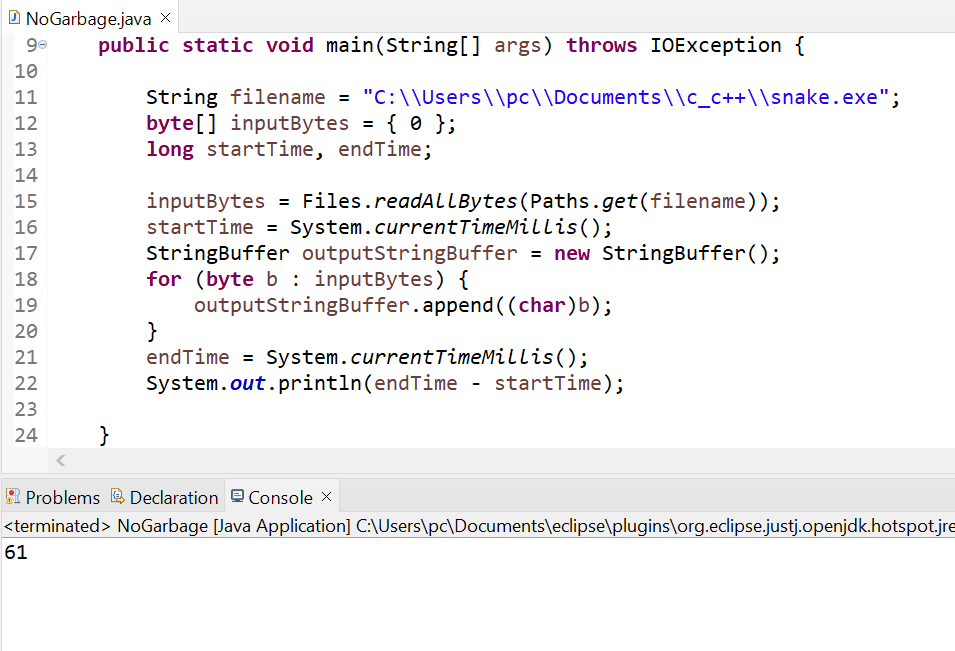 NoGarbage.java ×
9 public static void main(String[] args) throws IOException {
10
11 String filename = "C:\\Users\\pc\\Documents\\c_c++\\snake.exe";
12 byte[] inputBytes = { 0 };
13 long startTime, endTime;
14
15 inputBytes = Files.readAllBytes(Paths.get(filename));
16 startTime = System.currentTimeMillis();
17 StringBuffer outputStringBuffer = new StringBuffer();
18 for (byte b : inputBytes) {
19 outputStringBuffer.append((char)b);
20 }
21 endTime = System.currentTimeMillis();
22 System.out.println(endTime - startTime);
23
24 }
Problems Declaration Console ×
<terminated> NoGarbage [Java Application] C:\Users\pc\Documents\eclipse\plugins\org.eclipse.justj.openjdk.hotspot.jre
61